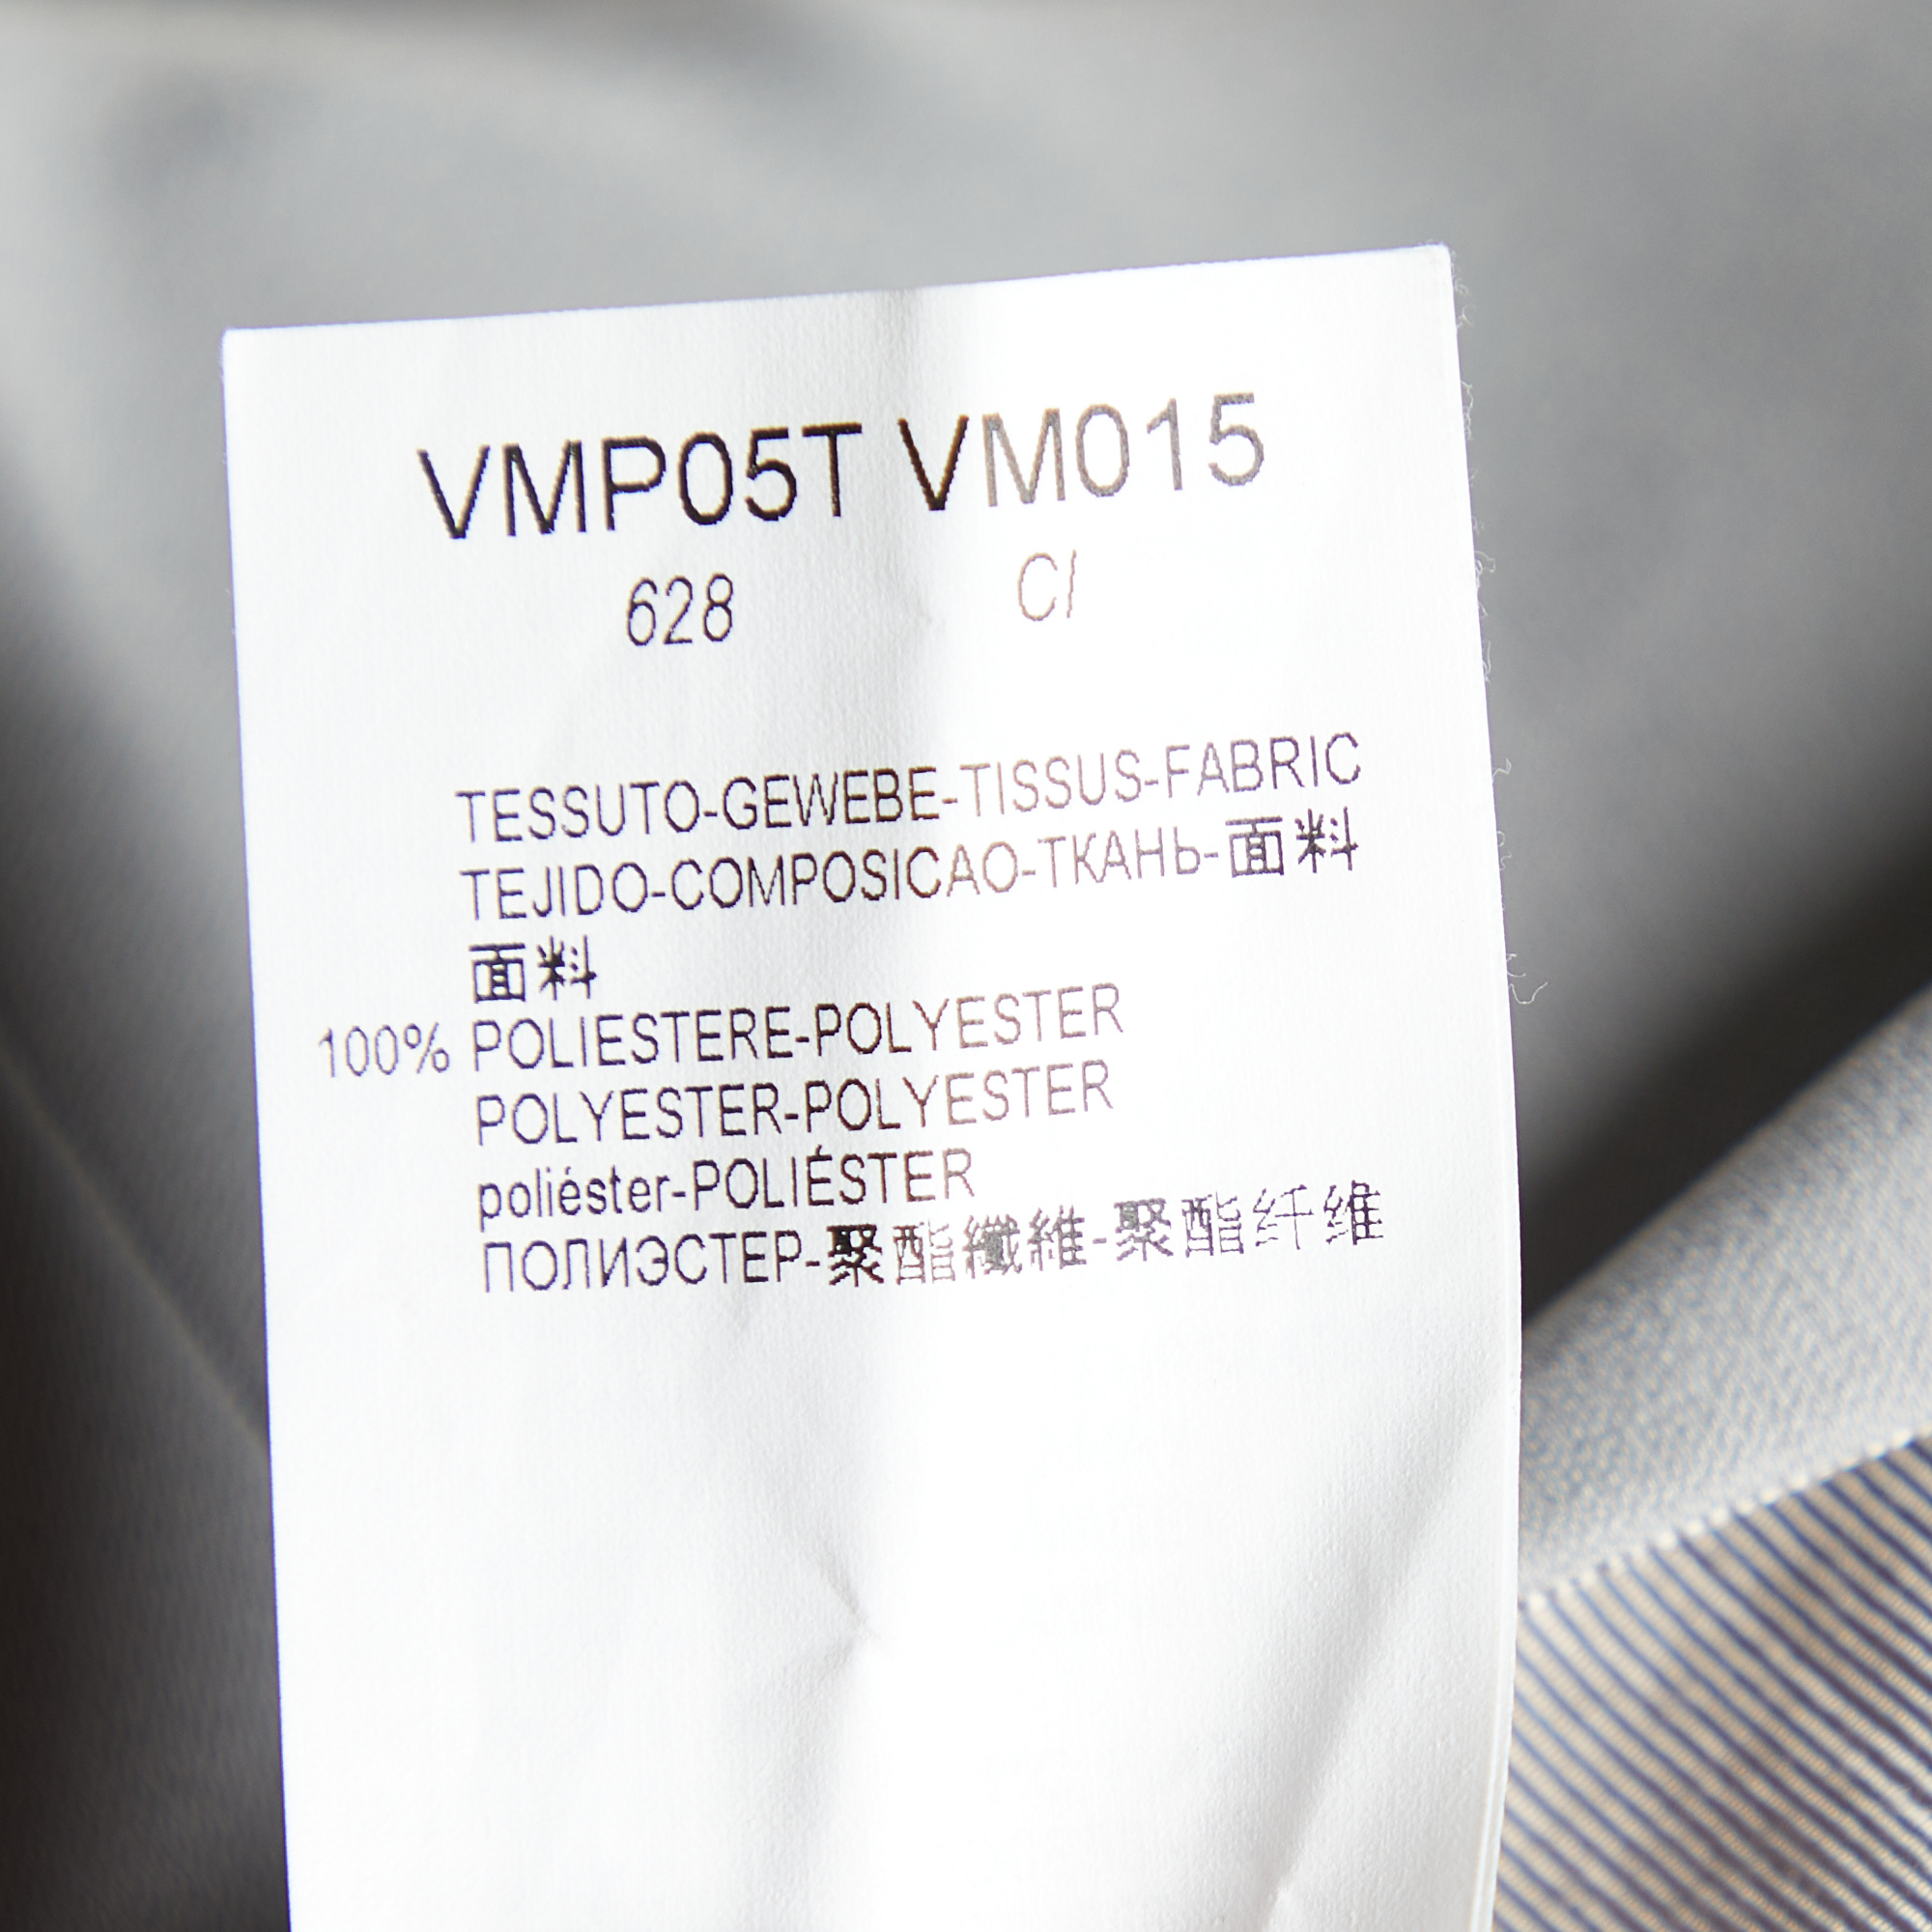 VMP05T VM015
628 CI
TESSUTO-GEWEBE-TISSUS-FABRIC
TEJIDO-COMPOSICAO-ТКАНЬ-面料
面料
100% POLIESTERE-POLYESTER
POLYESTER-POLYESTER
poliéster-POLIÉSTER
ПОЛИЭСТЕР-聚酯纖維-聚酯纤维